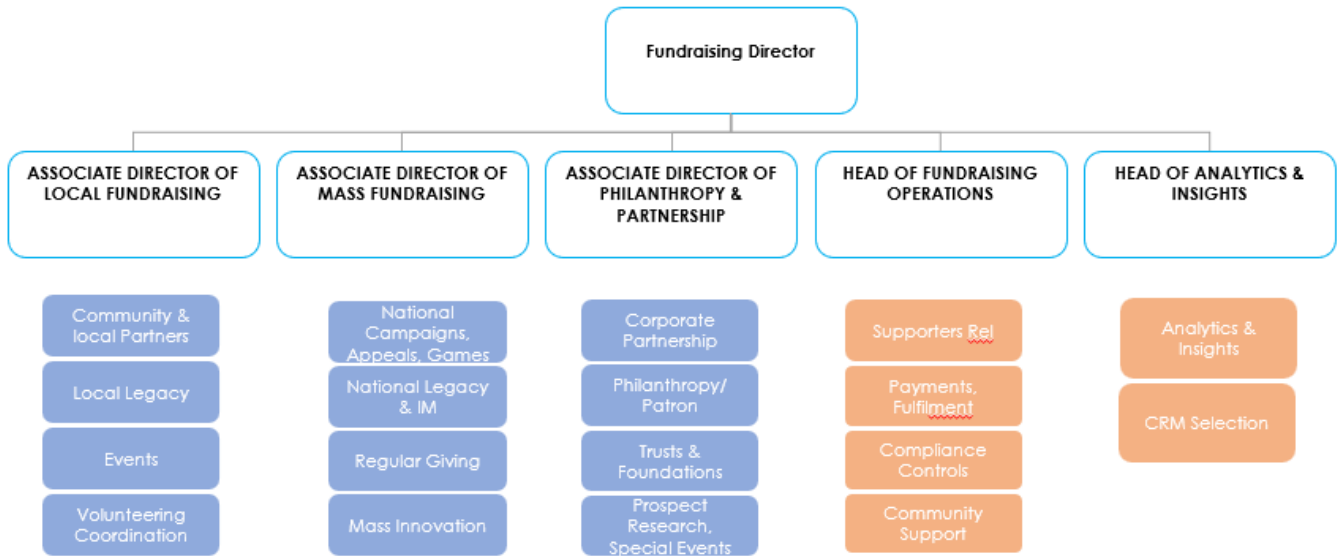 Fundraising Director
ASSOCIATE DIRECTOR OF
LOCAL FUNDRAISING
ASSOCIATE DIRECTOR OF
MASS FUNDRAISING
ASSOCIATE DIRECTOR OF
PHILANTHROPY &
PARTNERSHIP
HEAD OF FUNDRAISING
OPERATIONS
HEAD OF ANALYTICS &
INSIGHTS
Community &
local Partners
Local Legacy
Events
Volunteering
Coordination
National
Campaigns,
Appeals, Games
National Legacy
& IM
Regular Giving
Mass Innovation
Corporate
Partnership
Philanthropy/
Patron
Trusts &
Foundations
Prospect
Research,
Special Events
Supporters Rel
Payments,
Fulfilment
Compliance
Controls
Community
Support
Analytics &
Insights
CRM Selection